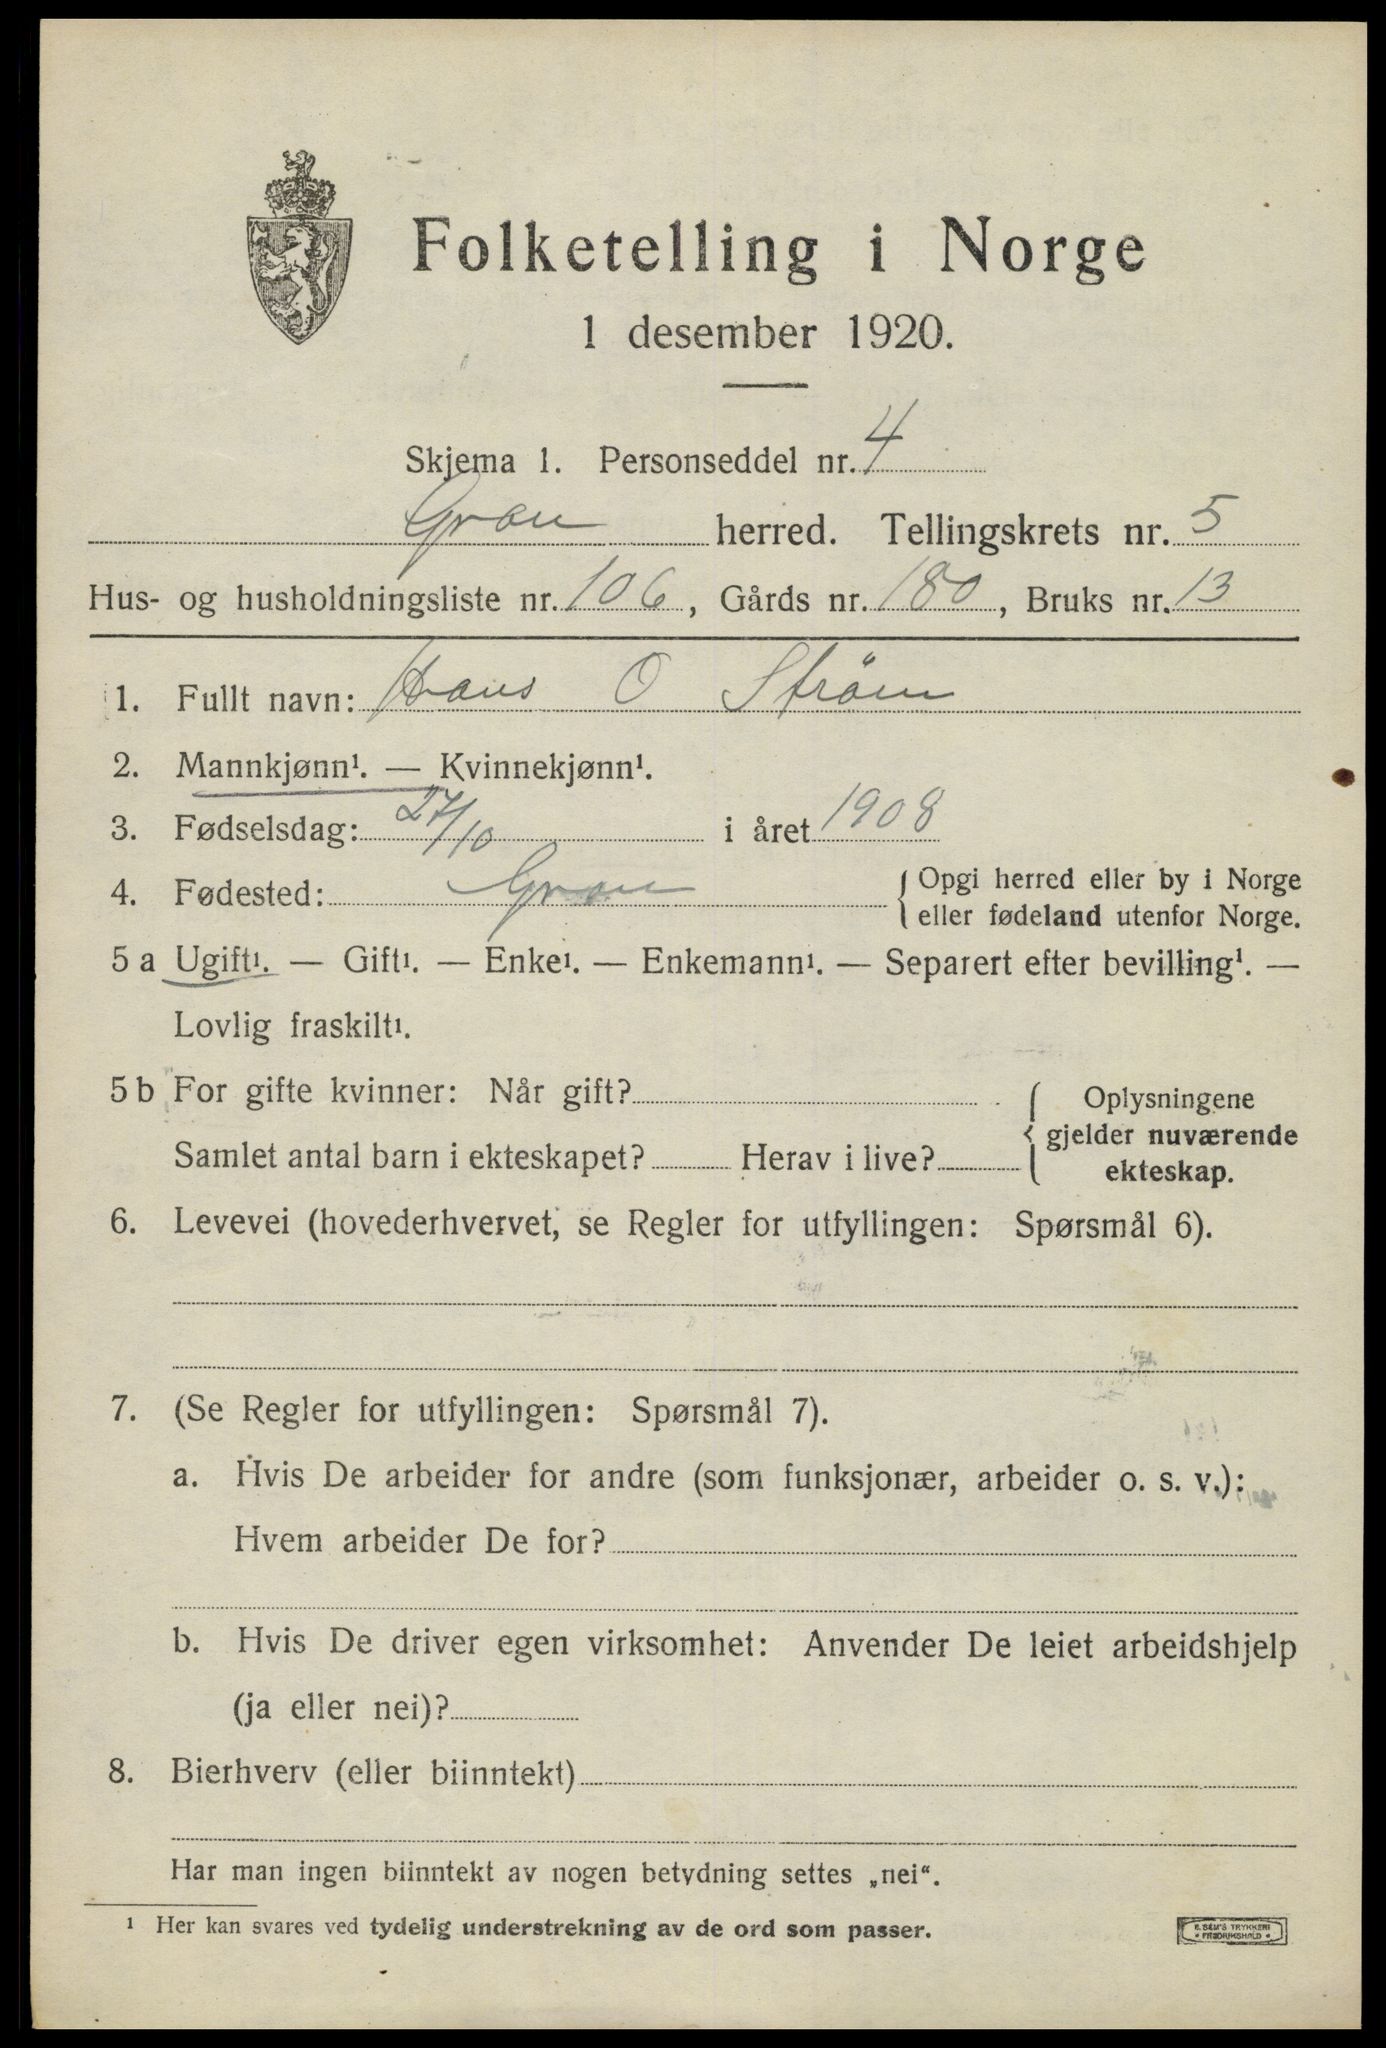 Folketelling i Norge
1 desember 1920.
Skjema 1. Personseddel nr. 4
Gran herred. Tellingskrets nr. 5
Hus- og husholdningsliste nr. 106, Gårds nr. 180, Bruks nr. 13
1. Fullt navn: Hans O Ström
2. Mannkjønn¹. — Kvinnekjønn¹.
3. Fødselsdag: 27/10 i året 1908
4. Fødested: Gran { Opgi herred eller by i Norge
eller fødeland utenfor Norge.
5 a Ugift¹. — Gift¹. — Enke¹. — Enkemann¹. — Separert efter bevilling¹. —
Lovlig fraskilt¹.
5 b For gifte kvinner: Når gift? { Oplysningene
gjelder nuværende
Samlet antal barn i ekteskapet? Herav i live? ekteskap.
6. Levevei (hovederhvervet, se Regler for utfyllingen: Spørsmål 6).
7. (Se Regler for utfyllingen: Spørsmål 7).
a. Hvis De arbeider for andre (som funksjonær, arbeider o. s. v.):
Hvem arbeider De for?
b. Hvis De driver egen virksomhet: Anvender De leiet arbeidshjelp
(ja eller nei)?
8. Bierhverv (eller biinntekt)
Har man ingen biinntekt av nogen betydning settes „nei“.
¹ Her kan svares ved tydelig understrekning av de ord som passer.
E. SEM'S TRYKKERI
* FREDRIKSHALD *